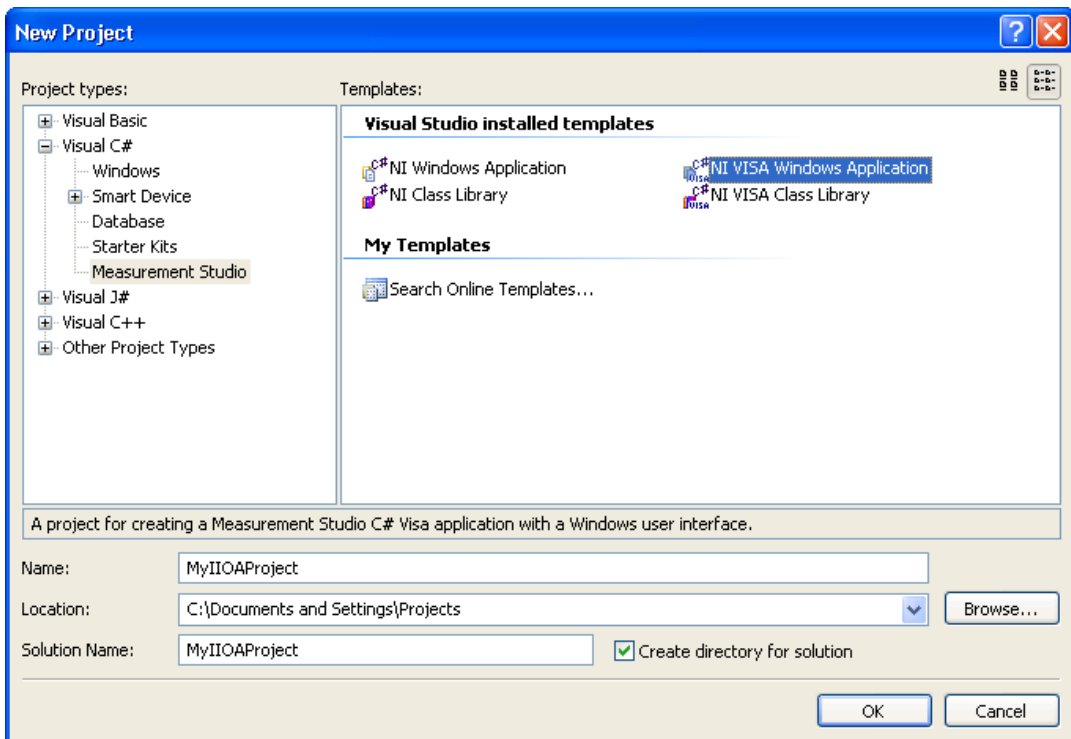 New Project
Project types:
Templates:
Visual Basic
Visual C#
Windows
Smart Device
Database
Starter Kits
Measurement Studio
Visual J#
Visual C++
Other Project Types
Visual Studio installed templates
NI Windows Application
NI VISA Windows Application
NI Class Library
NI VISA Class Library
My Templates
Search Online Templates...
A project for creating a Measurement Studio C# Visa application with a Windows user interface.
Name: MyIIOAProject
Location: C:\Documents and Settings\Projects Browse...
Solution Name: MyIIOAProject Create directory for solution
OK Cancel